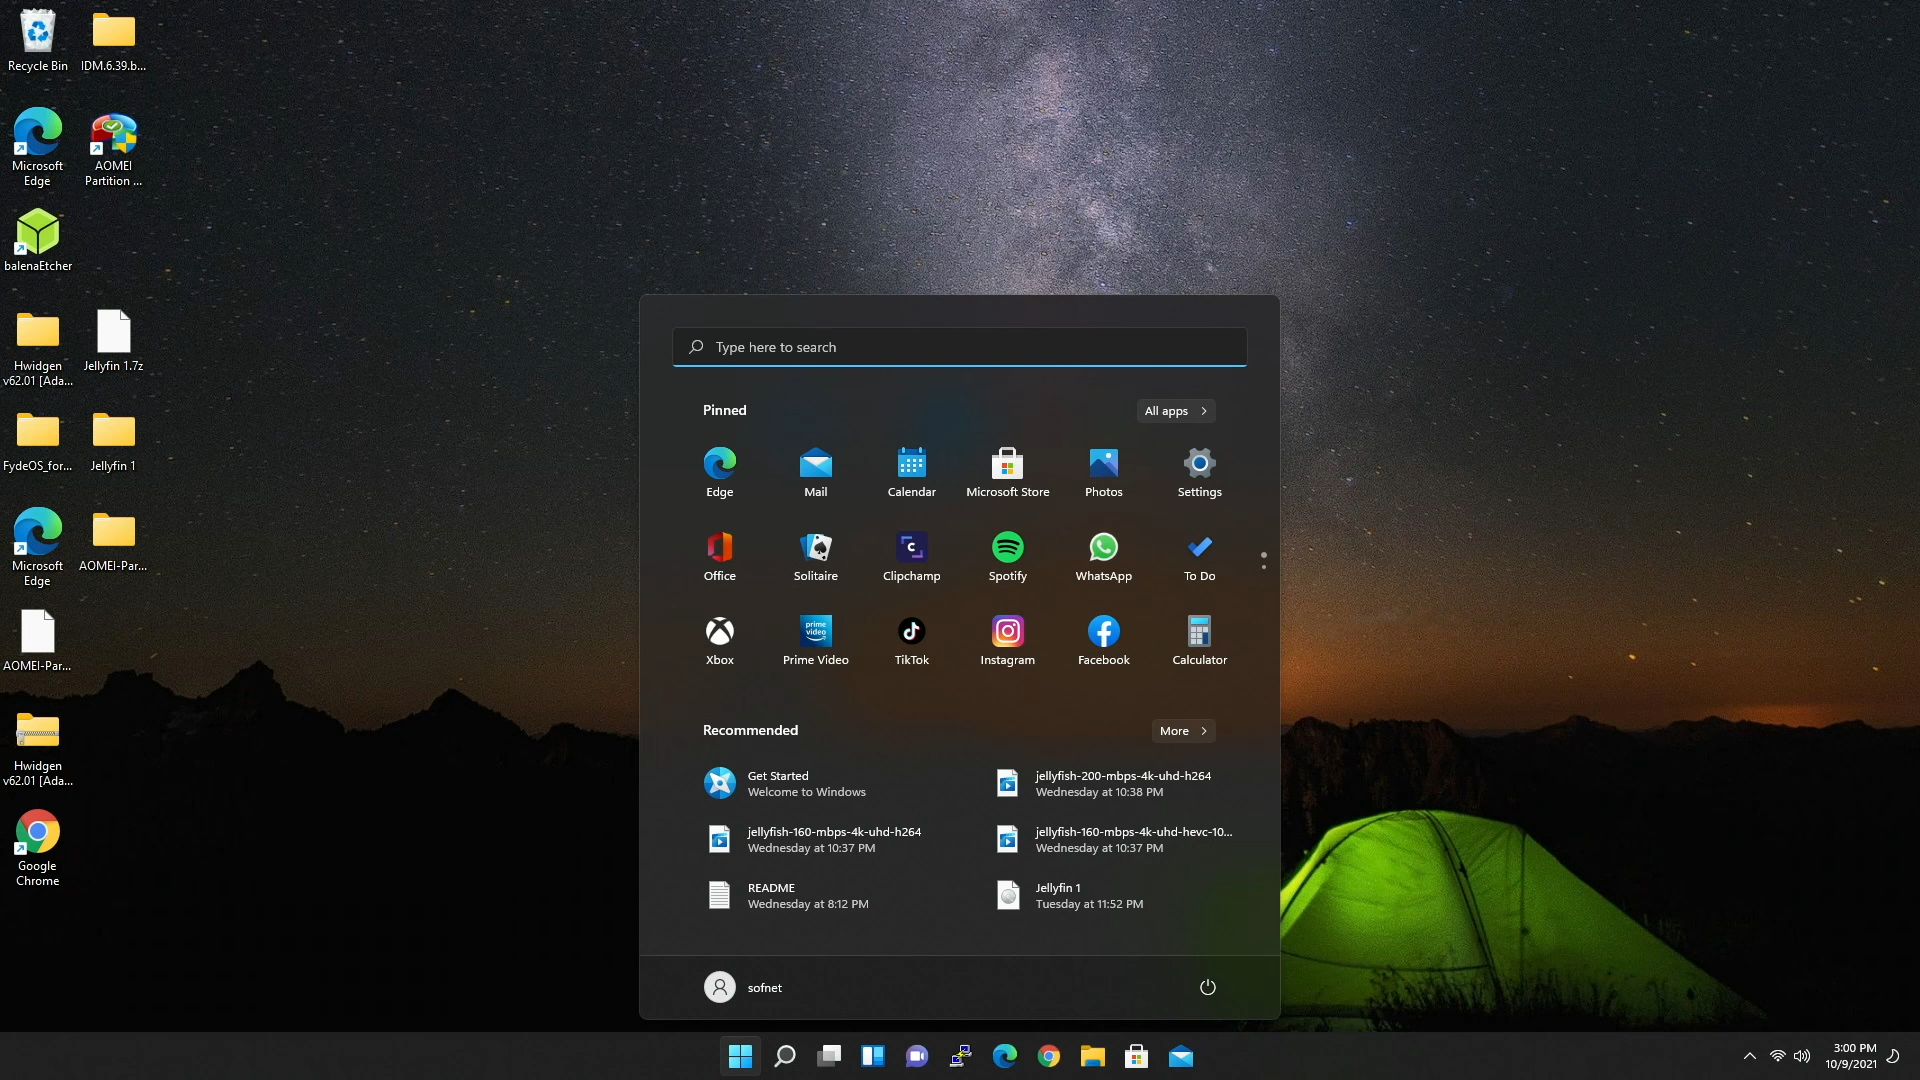 Recycle Bin
IDM.6.39.b...
Microsoft
Edge
AOMEI
Partition ...
balenaEtcher
Hwidgen
v62.01 [Ada...
Jellyfin 1.7z
FydeOS_for...
Jellyfin 1
Microsoft
Edge
AOMEI-Par...
AOMEI-Par...
Hwidgen
v62.01 [Ada...
Google
Chrome
Type here to search
Pinned
All apps
Edge
Mail
Calendar
Microsoft Store
Photos
Settings
Office
Solitaire
Clipchamp
Spotify
WhatsApp
To Do
Xbox
prime
video
Prime Video
TikTok
Instagram
Facebook
Calculator
Recommended
More
Get Started
Welcome to Windows
jellyfish-200-mbps-4k-uhd-h264
Wednesday at 10:38 PM
jellyfish-160-mbps-4k-uhd-h264
Wednesday at 10:37 PM
jellyfish-160-mbps-4k-uhd-hevc-10...
Wednesday at 10:37 PM
README
Wednesday at 8:12 PM
Jellyfin 1
Tuesday at 11:52 PM
sofnet
3:00 PM
10/9/2021